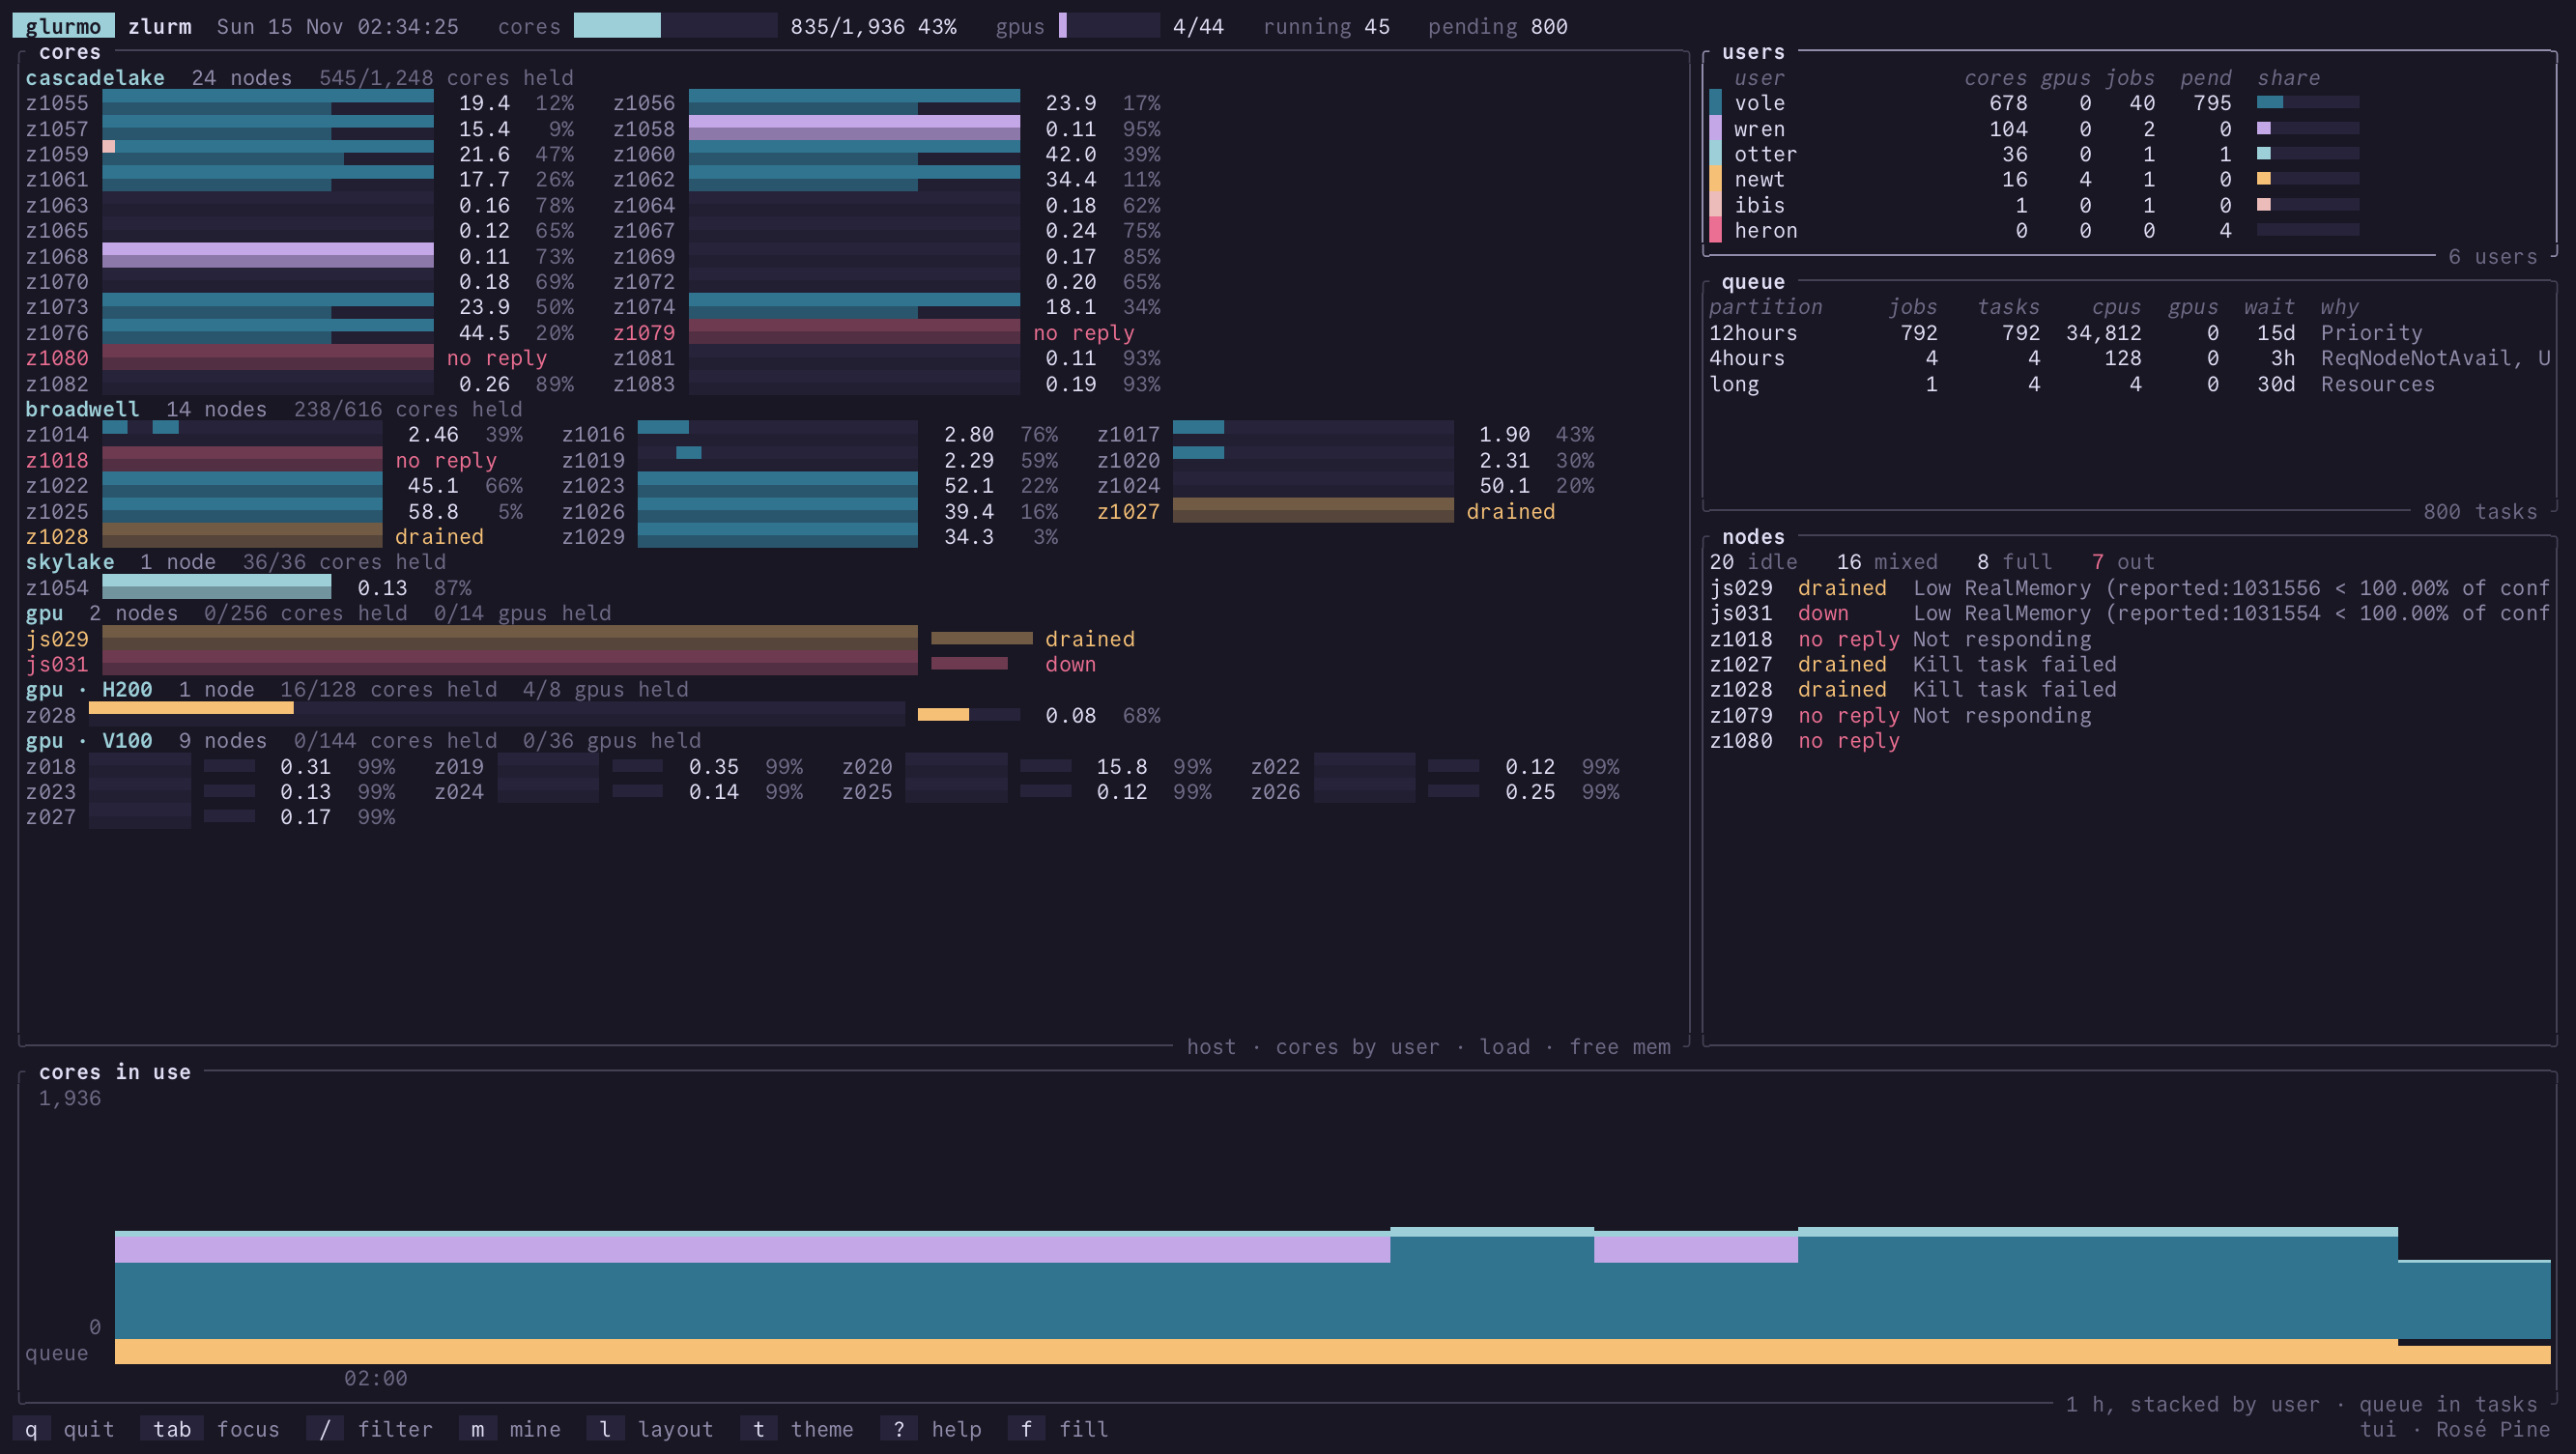 glurmo zlurm Sun 15 Nov 02:34:25 cores 835/1,936 43% gpus 4/44 running 45 pending 800
cores
cascadelake 24 nodes 545/1,248 cores held
z1055 19.4 12% z1056 23.9 17%
z1057 15.4 9% z1058 0.11 95%
z1059 21.6 47% z1060 42.0 39%
z1061 17.7 26% z1062 34.4 11%
z1063 0.16 78% z1064 0.18 62%
z1065 0.12 65% z1067 0.24 75%
z1068 0.11 73% z1069 0.17 85%
z1070 0.18 69% z1072 0.20 65%
z1073 23.9 50% z1074 18.1 34%
z1076 44.5 20% z1079 no reply
z1080 no reply z1081 0.11 93%
z1082 0.26 89% z1083 0.19 93%
broadwell 14 nodes 238/616 cores held
z1014 2.46 39% z1016 2.80 76% z1017 1.90 43%
z1018 no reply z1019 2.29 59% z1020 2.31 30%
z1022 45.1 66% z1023 52.1 22% z1024 50.1 20%
z1025 58.8 5% z1026 39.4 16% z1027 drained
z1028 drained z1029 34.3 3%
skylake 1 node 36/36 cores held
z1054 0.13 87%
gpu 2 nodes 0/256 cores held 0/14 gpus held
js029 drained
js031 down
gpu · H200 1 node 16/128 cores held 4/8 gpus held
z028 0.08 68%
gpu · V100 9 nodes 0/144 cores held 0/36 gpus held
z018 0.31 99% z019 0.35 99% z020 15.8 99% z022 0.12 99%
z023 0.13 99% z024 0.14 99% z025 0.12 99% z026 0.25 99%
z027 0.17 99%
host · cores by user · load · free mem
users
user cores gpus jobs pend share
vole 678 0 40 795
wren 104 0 2 0
otter 36 0 1 1
newt 16 4 1 0
ibis 1 0 1 0
heron 0 0 0 4
6 users
queue
partition jobs tasks cpus gpus wait why
12hours 792 792 34,812 0 15d Priority
4hours 4 4 128 0 3h ReqNodeNotAvail, U
long 1 4 4 0 30d Resources
800 tasks
nodes
20 idle 16 mixed 8 full 7 out
js029 drained Low RealMemory (reported:1031556 < 100.00% of conf
js031 down Low RealMemory (reported:1031554 < 100.00% of conf
z1018 no reply Not responding
z1027 drained Kill task failed
z1028 drained Kill task failed
z1079 no reply Not responding
z1080 no reply
cores in use
1,936
0
queue
02:00
1 h, stacked by user · queue in tasks
q quit tab focus / filter m mine l layout t theme ? help f fill tui · Rosé Pine